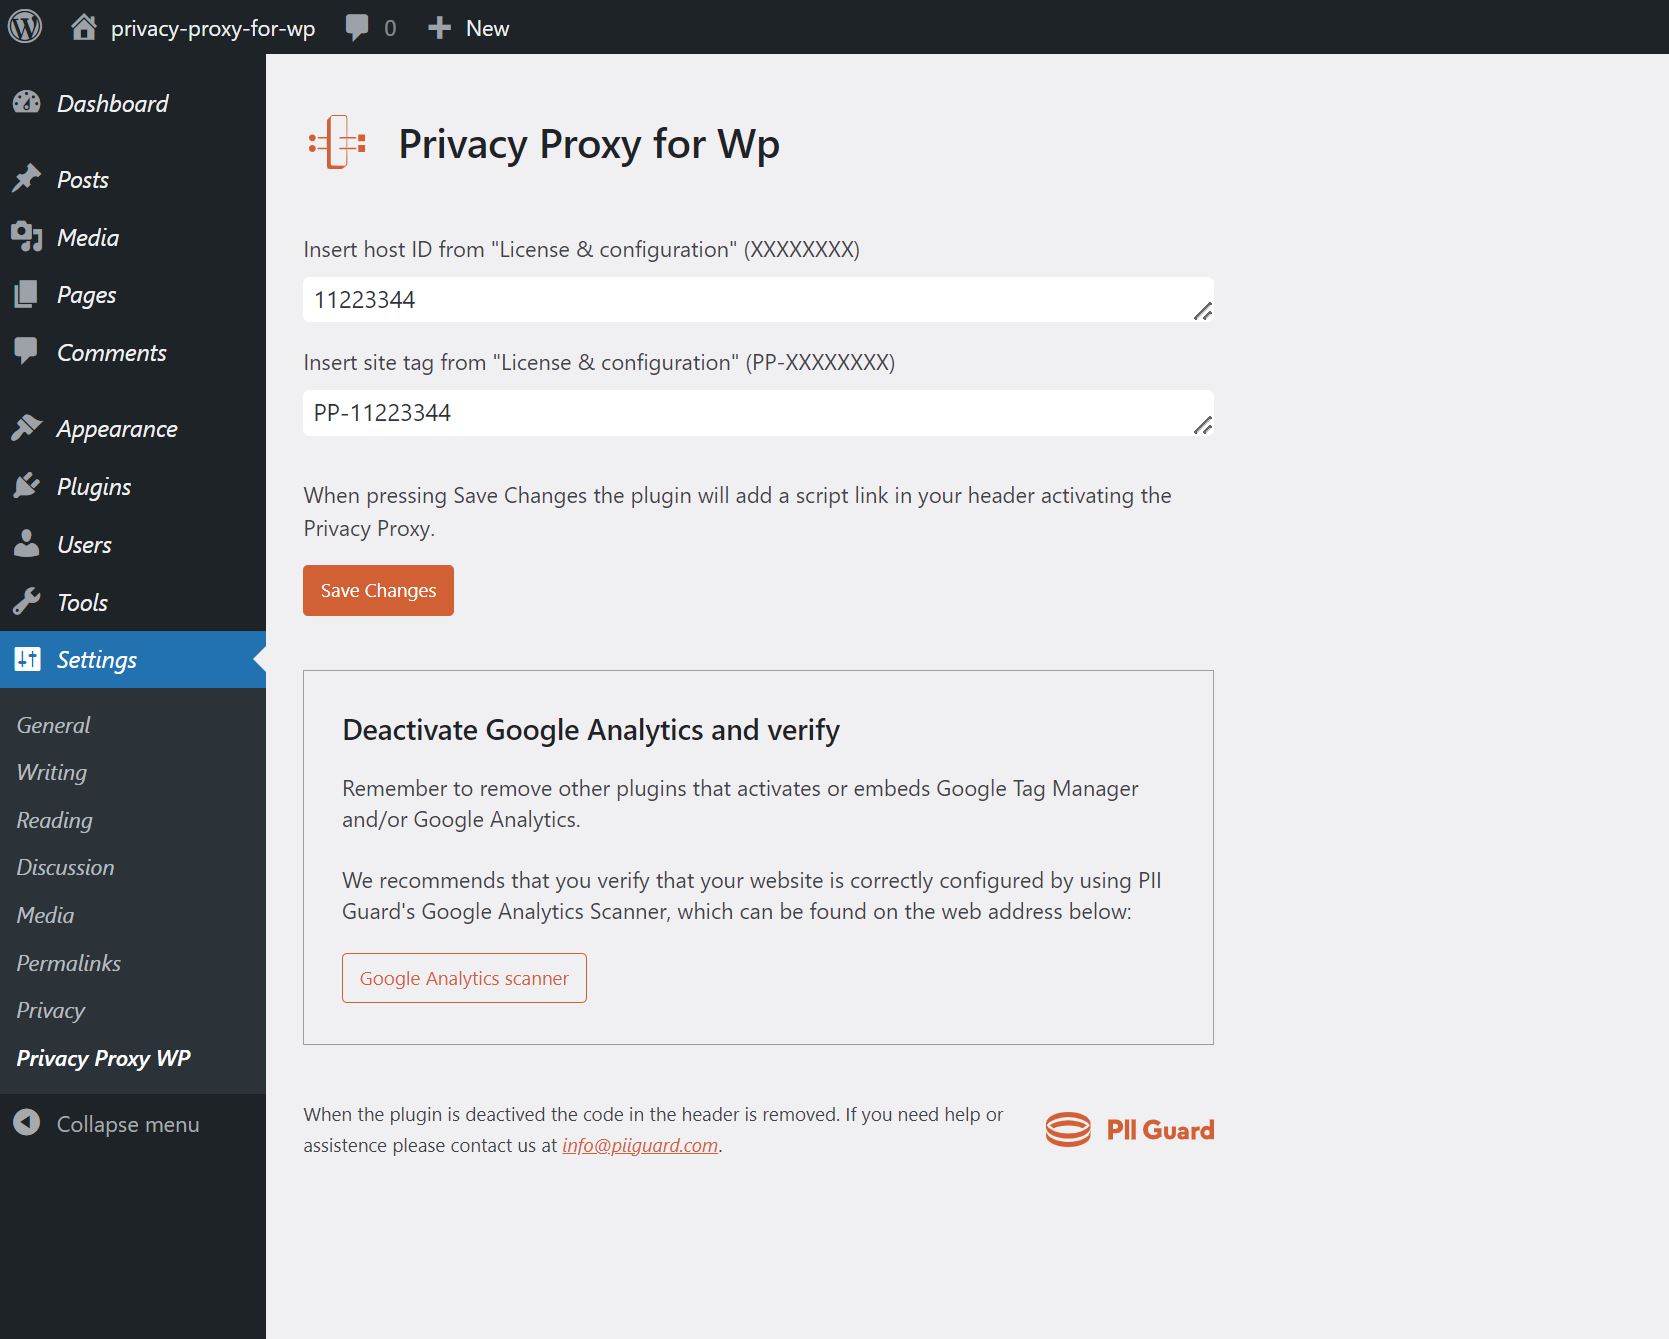 privacy-proxy-for-wp 0 New
Dashboard
Posts
Media
Pages
Comments
Appearance
Plugins
Users
Tools
Settings
General
Writing
Reading
Discussion
Media
Permalinks
Privacy
Privacy Proxy WP
Collapse menu
Privacy Proxy for Wp
Insert host ID from "License & configuration" (XXXXXXXX)
11223344
Insert site tag from "License & configuration" (PP-XXXXXXXX)
PP-11223344
When pressing Save Changes the plugin will add a script link in your header activating the
Privacy Proxy.
Save Changes
Deactivate Google Analytics and verify
Remember to remove other plugins that activates or embeds Google Tag Manager
and/or Google Analytics.
We recommends that you verify that your website is correctly configured by using PII
Guard's Google Analytics Scanner, which can be found on the web address below:
Google Analytics scanner
When the plugin is deactived the code in the header is removed. If you need help or
assistence please contact us at info@piiguard.com.
PII Guard